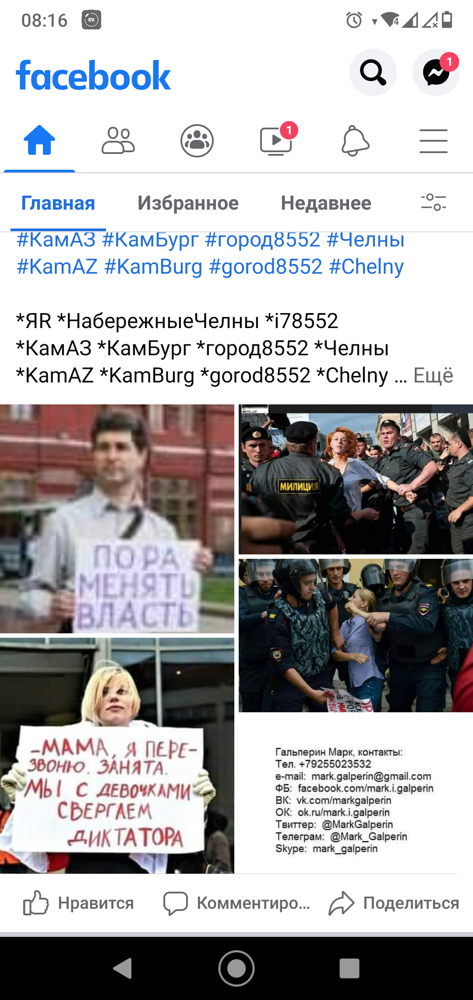 08:16
4
facebook
1
1
Главная Избранное Недавнее
#КамАЗ #КамБург #город8552 #Челны
#KamAZ #KamBurg #gorod8552 #Chelny
*ЯR *НабережныеЧелны *i78552
*КамАЗ *КамБург *город8552 *Челны
*KamAZ *KamBurg *gorod8552 *Chelny ... Ещё
ПОРА
МЕНЯТЬ
ВЛАСТЬ
МИЛИЦИЯ
-МАМА, Я ПЕРЕ-
ЗВОНЮ. ЗАНЯТА.
МЫ С ДЕВОЧКАМИ
СВЕРГАЕМ
ДИКТАТОРА
Гальперин Марк, контакты:
Тел. +79255023532
e-mail: mark.galperin@gmail.com
ФБ: facebook.com/mark.i.galperin
ВК: vk.com/markgalperin
ОК: ok.ru/mark.i.galperin
Твиттер: @MarkGalperin
Телеграм: @Mark_Galperin
Skype: mark_galperin
Нравится Комментиро... Поделиться